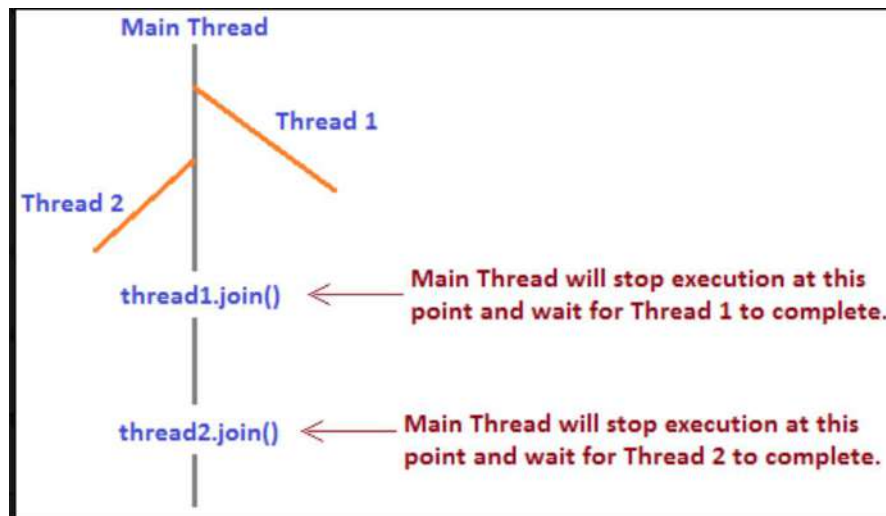 Main Thread
Thread 1
Thread 2
thread1.join()
Main Thread will stop execution at this
point and wait for Thread 1 to complete.
thread2.join()
Main Thread will stop execution at this
point and wait for Thread 2 to complete.